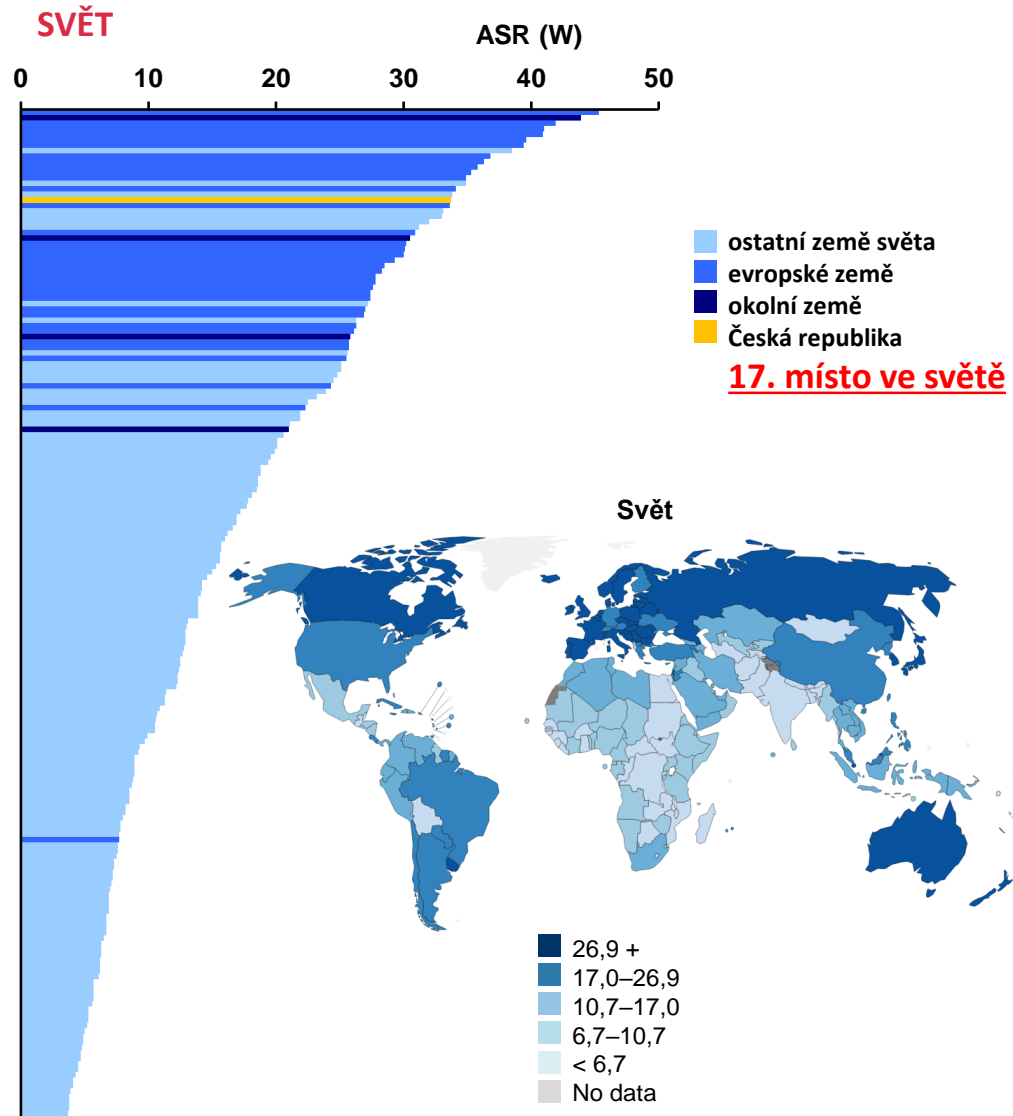 SVĚT
ASR (W)
0 10 20 30 40 50
ostatní země světa
evropské země
okolní země
Česká republika
17. místo ve světě
Svět
26,9 +
17,0–26,9
10,7–17,0
6,7–10,7
< 6,7
No data